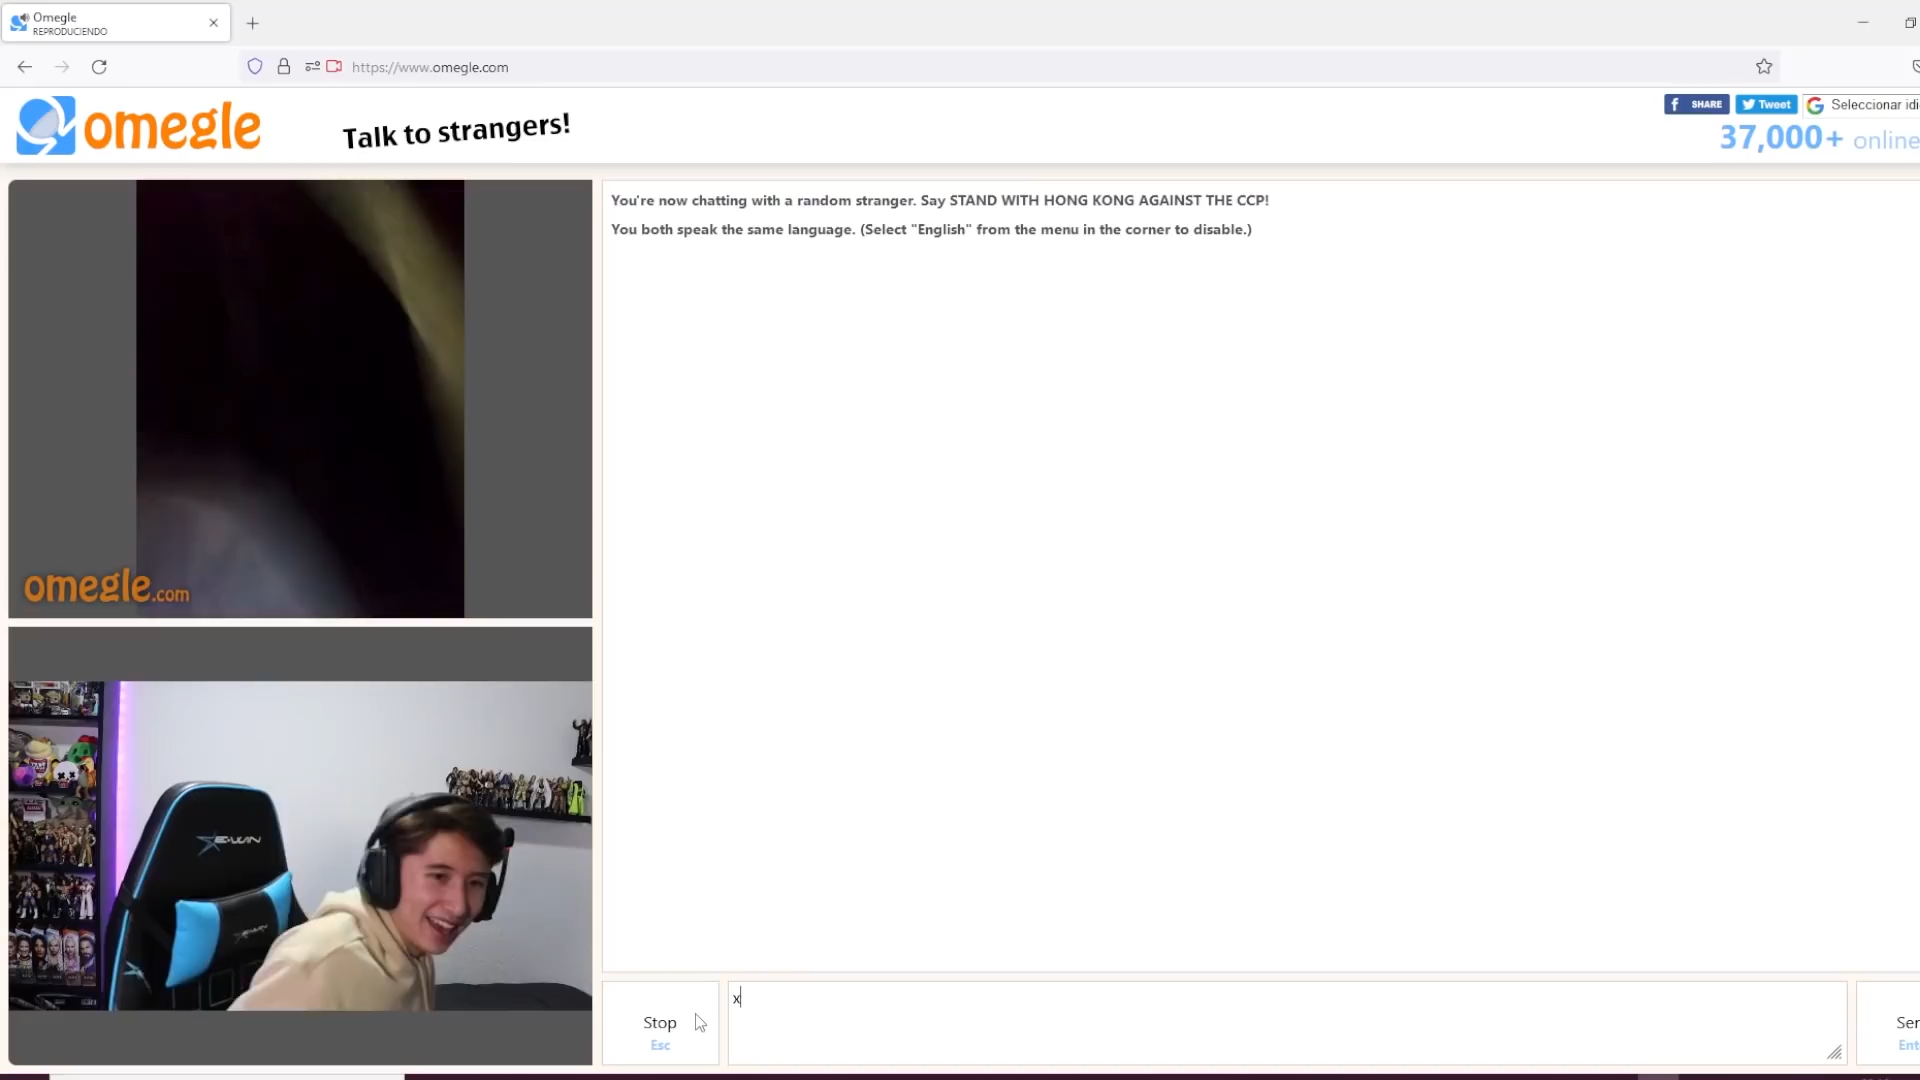 Omegle
REPRODUCIENDO
https://www.omegle.com
omegle
Talk to strangers!
SHARE
Tweet
Seleccionar idi
37,000+ online
You're now chatting with a random stranger. Say STAND WITH HONG KONG AGAINST THE CCP!
You both speak the same language. (Select "English" from the menu in the corner to disable.)
omegle.com
E-WIN
x
Stop
Esc
Ser
Ent